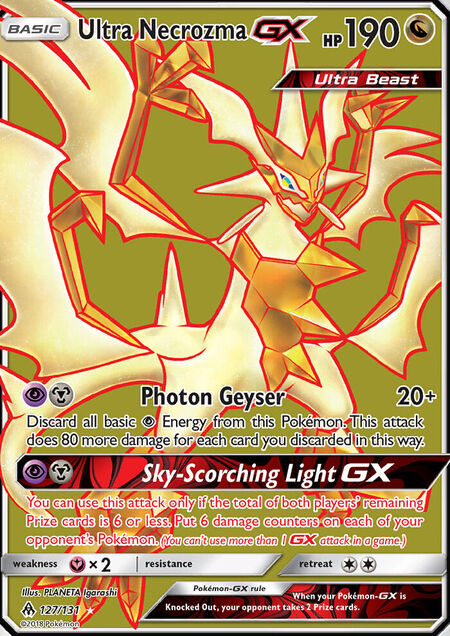 BASIC Ultra Necrozma GX HP 190
Ultra Beast
Photon Geyser 20+
Discard all basic Energy from this Pokémon. This attack
does 80 more damage for each card you discarded in this way.
Sky-Scorching Light GX
You can use this attack only if the total of both players' remaining
Prize cards is 6 or less. Put 6 damage counters on each of your
opponent's Pokémon. (You can't use more than 1 GX attack in a game.)
weakness ×2 resistance retreat
Illus. PLANETA Igarashi
127/131
©2018 Pokémon
Pokémon-GX rule
When your Pokémon-GX is
Knocked Out, your opponent takes 2 Prize cards.